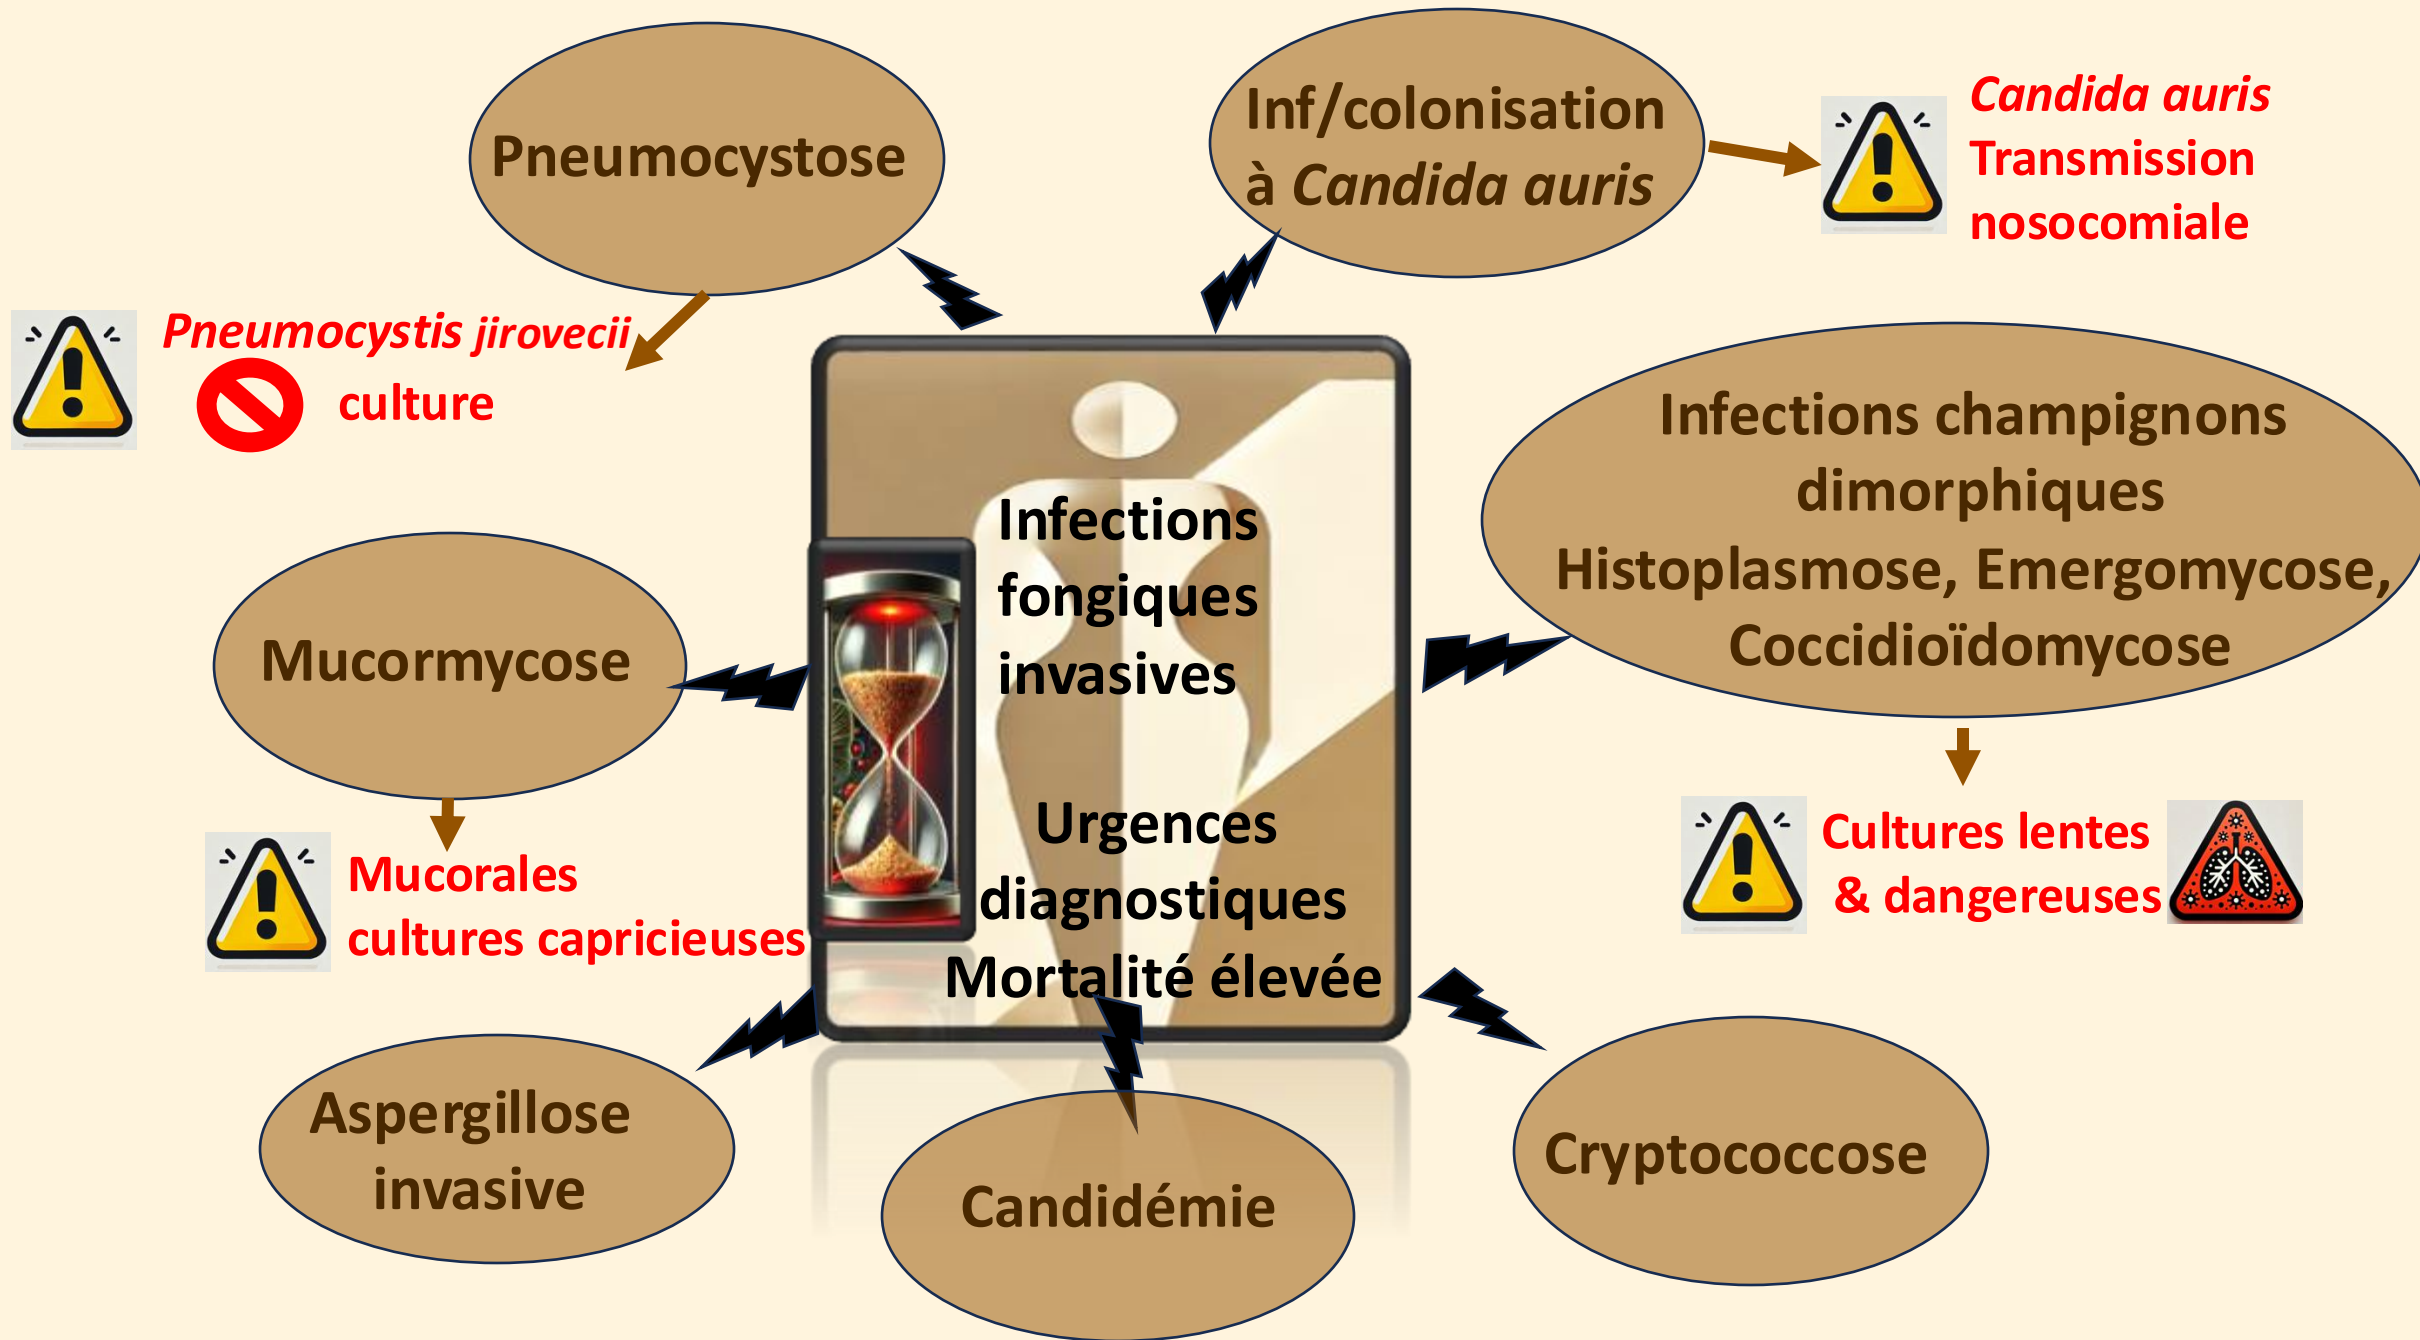 Pneumocystose
Inf/colonisation
à Candida auris
Candida auris
Transmission
nosocomiale
Pneumocystis jirovecii
culture
Infections champignons
dimorphiques
Histoplasmose, Emergomycose,
Coccidioïdomycose
Infections
fongiques
invasives
Mucormycose
Urgences
diagnostiques
Mortalité élevée
Cultures lentes
& dangereuses
Mucorales
cultures capricieuses
Aspergillose
invasive
Candidémie
Cryptococcose